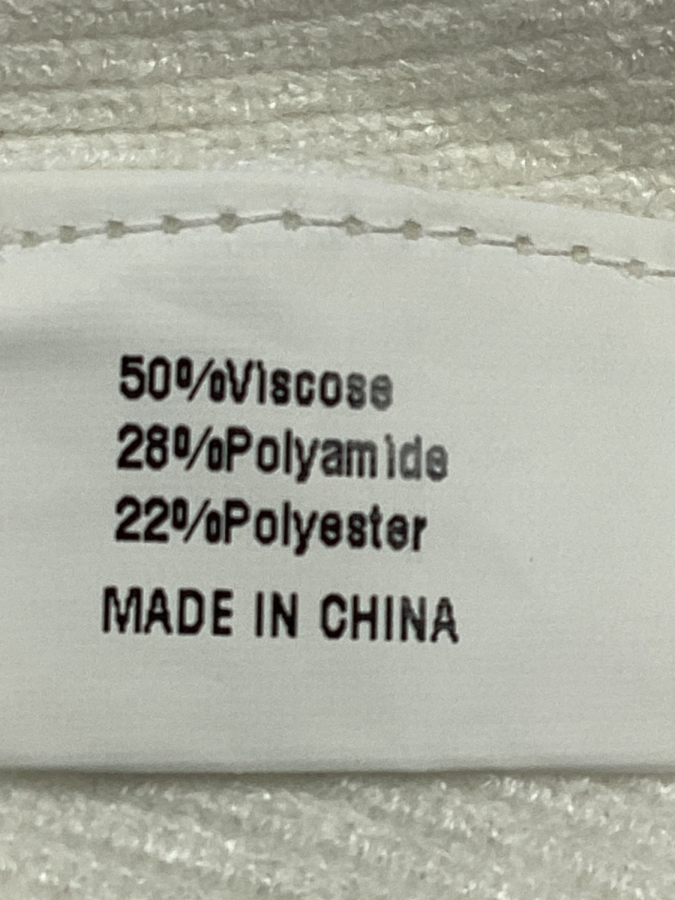 50%Viscose
28%Polyamide
22%Polyester
MADE IN CHINA